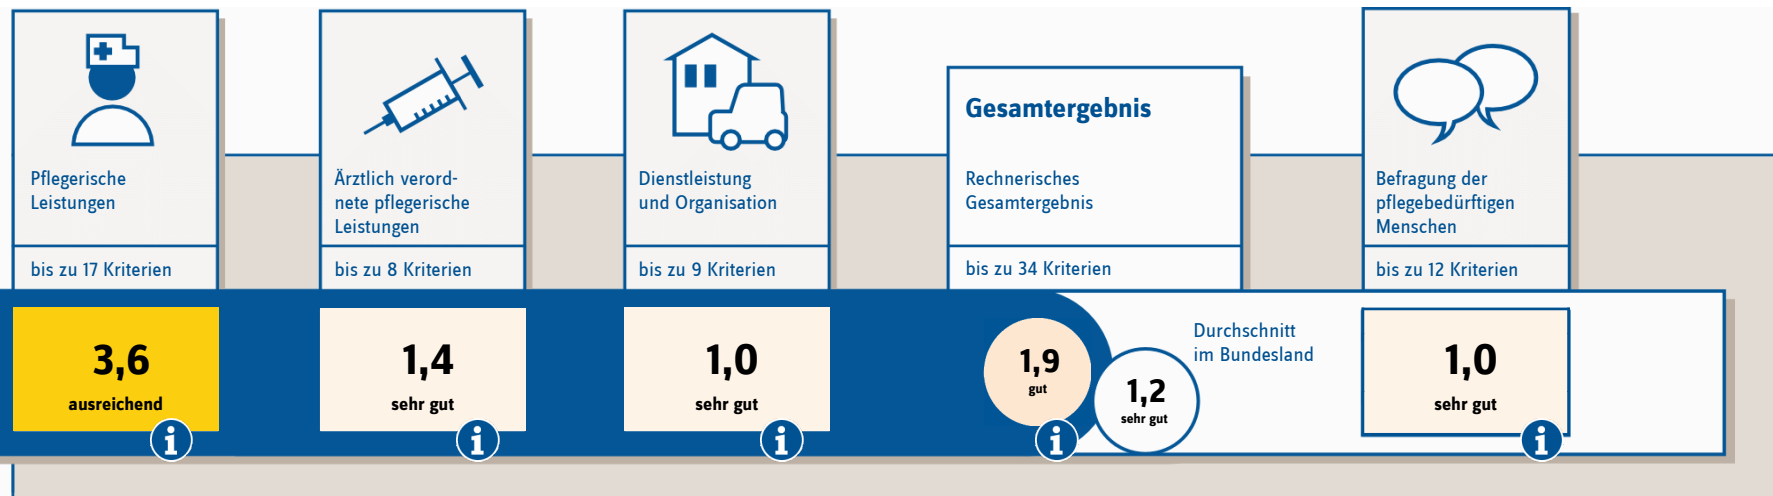 Pflegerische
Leistungen
bis zu 17 Kriterien
3,6
ausreichend
i
Ärztlich verord-
nete pflegerische
Leistungen
bis zu 8 Kriterien
1,4
sehr gut
i
Dienstleistung
und Organisation
bis zu 9 Kriterien
1,0
sehr gut
i
Gesamtergebnis
Rechnerisches
Gesamtergebnis
bis zu 34 Kriterien
1,9
gut
i
1,2
sehr gut
Durchschnitt
im Bundesland
Befragung der
pflegebedürftigen
Menschen
bis zu 12 Kriterien
1,0
sehr gut
i